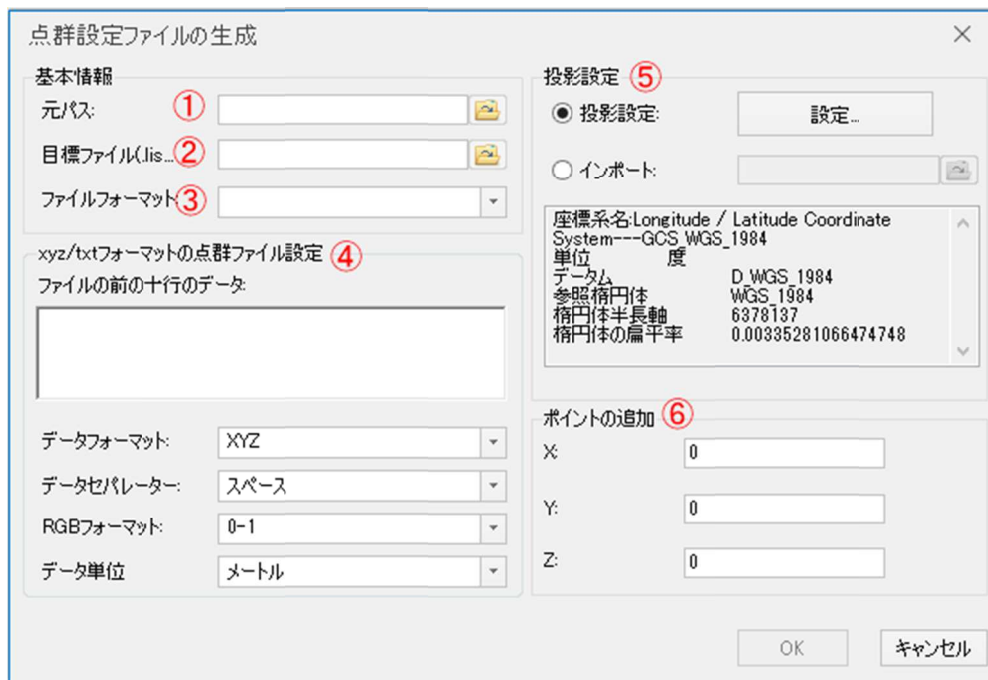 点群設定ファイルの生成
基本情報
元パス: ①
目標ファイル(.lis... ②
ファイルフォーマット: ③
xyz/txtフォーマットの点群ファイル設定 ④
ファイルの前の十行のデータ:
データフォーマット: XYZ
データセパレーター: スペース
RGBフォーマット: 0-1
データ単位 メートル
投影設定 ⑤
投影設定: 設定...
インポート:
座標系名:Longitude / Latitude Coordinate
System---GCS_WGS_1984
単位 度
データム D_WGS_1984
参照楕円体 WGS_1984
楕円体半長軸 6378137
楕円体の扁平率 0.00335281066474748
ポイントの追加 ⑥
X: 0
Y: 0
Z: 0
OK キャンセル